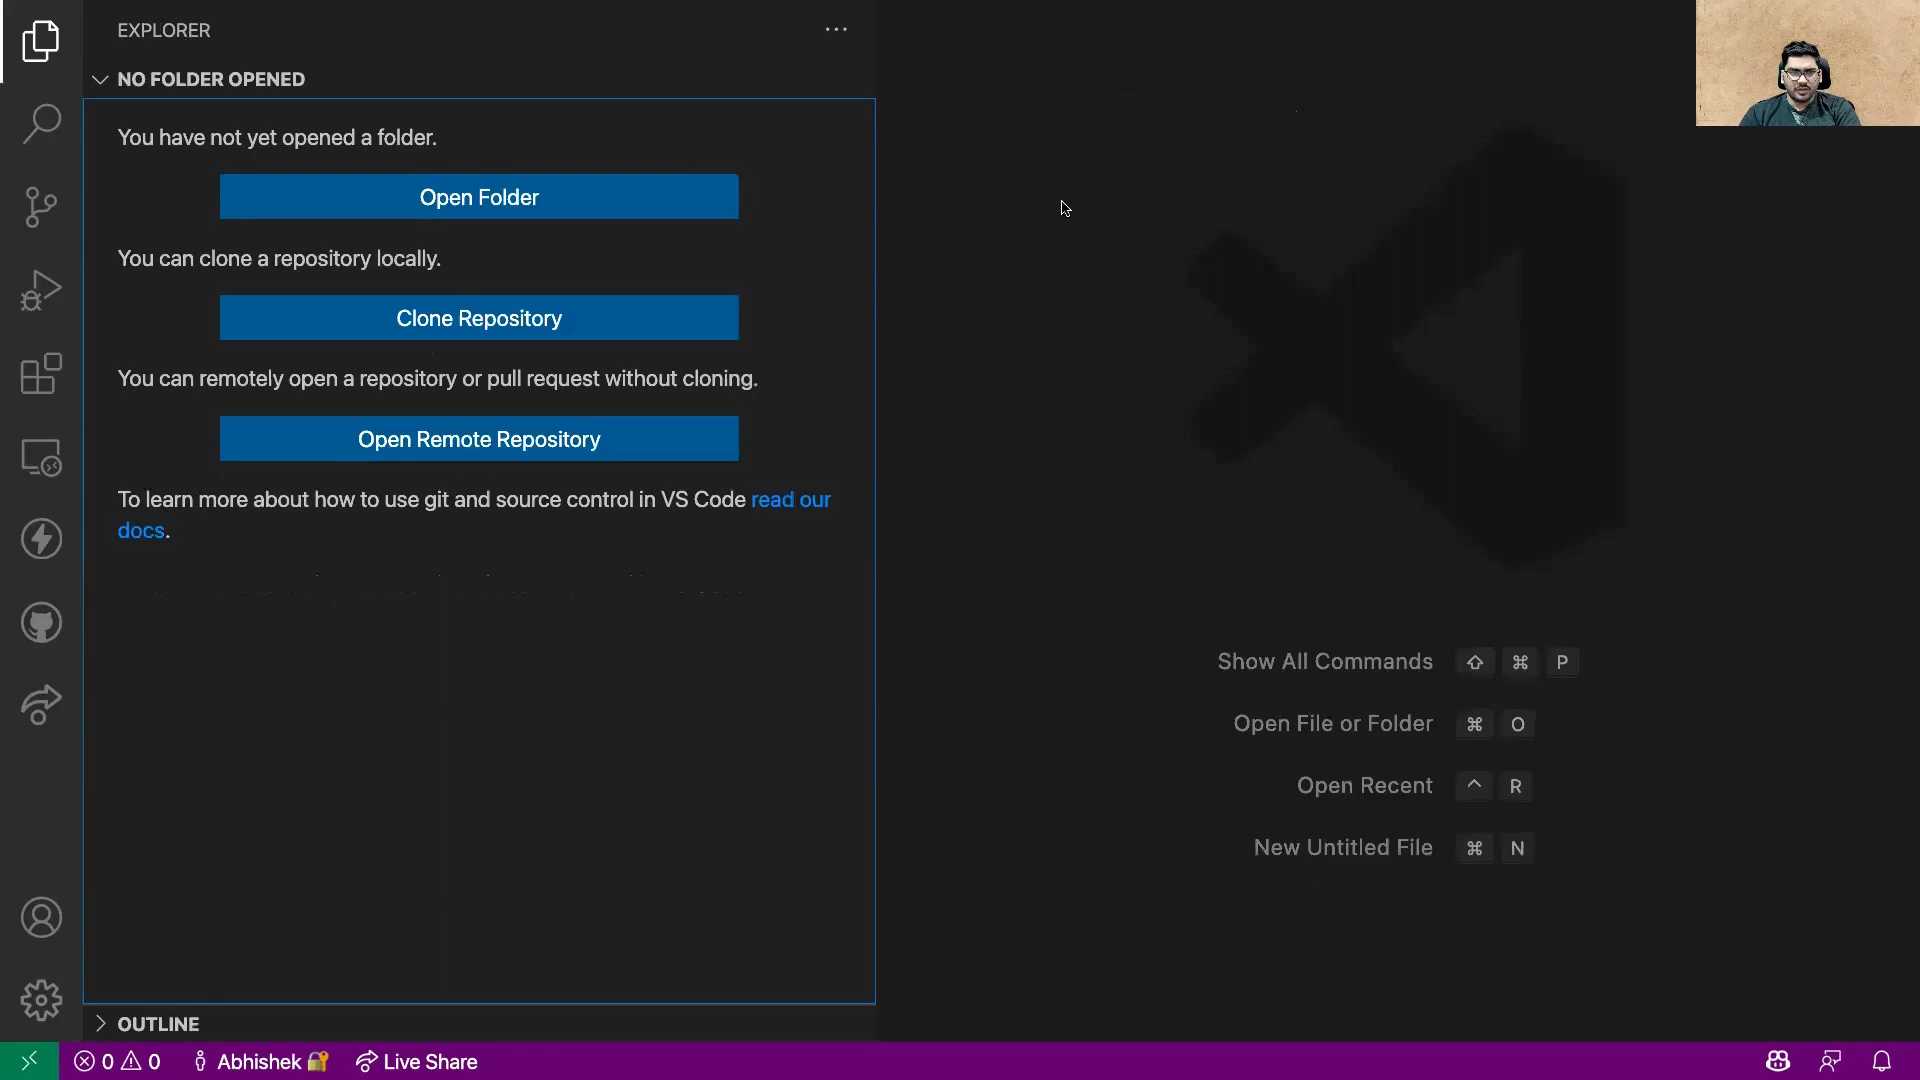 EXPLORER
NO FOLDER OPENED
You have not yet opened a folder.
Open Folder
You can clone a repository locally.
Clone Repository
You can remotely open a repository or pull request without cloning.
Open Remote Repository
To learn more about how to use git and source control in VS Code read our
docs.
Show All Commands ⇧ ⌘ P
Open File or Folder ⌘ O
Open Recent ^ R
New Untitled File ⌘ N
OUTLINE
0 0 Abhishek 🔐 Live Share